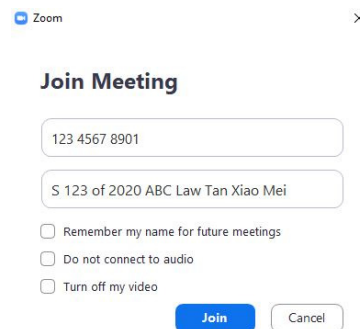 Zoom
Join Meeting
123 4567 8901
S 123 of 2020 ABC Law Tan Xiao Mei
Remember my name for future meetings
Do not connect to audio
Turn off my video
Join Cancel